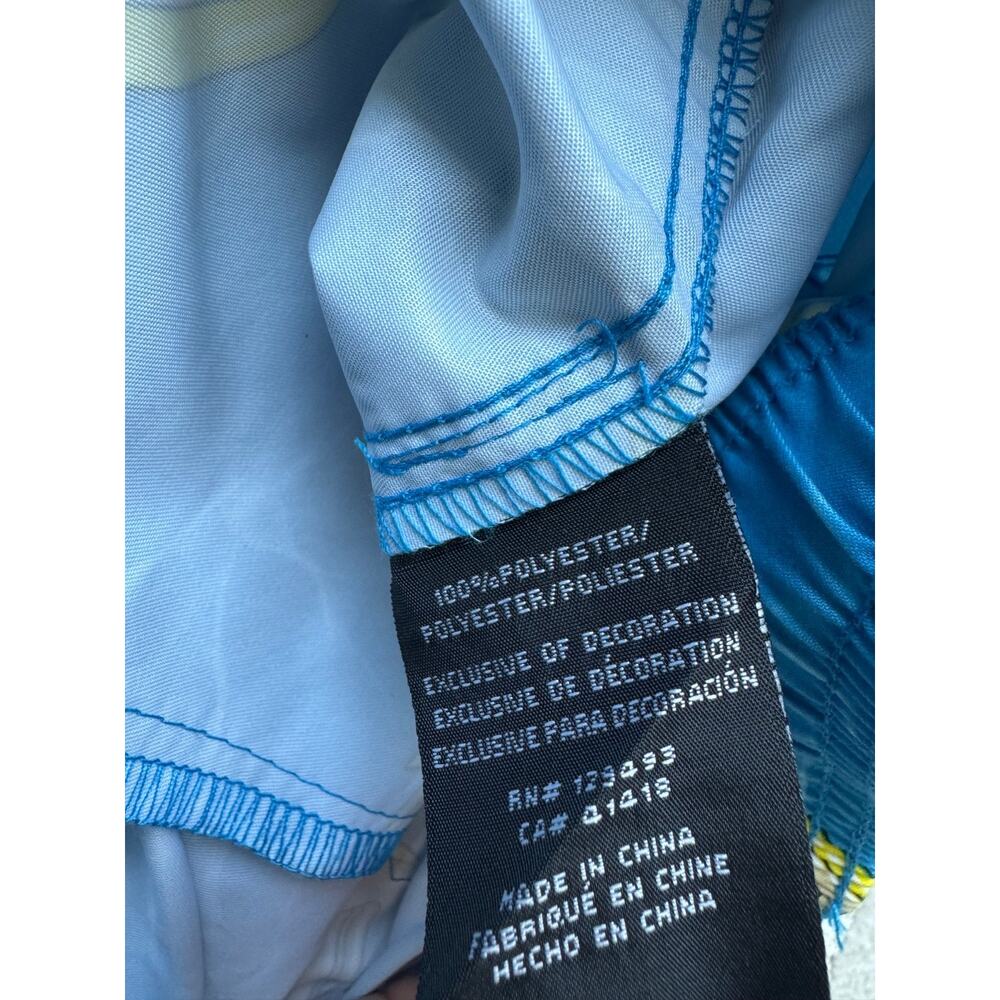 100%POLYESTER/
POLYESTER/POLIESTER
EXCLUSIVE OF DECORATION
EXCLUSIVE DE DÉCORATION
EXCLUSIVE PARA DECORACIÓN
RN# 129493
CA# 41418
MADE IN CHINA
FABRIQUÉ EN CHINE
HECHO EN CHINA